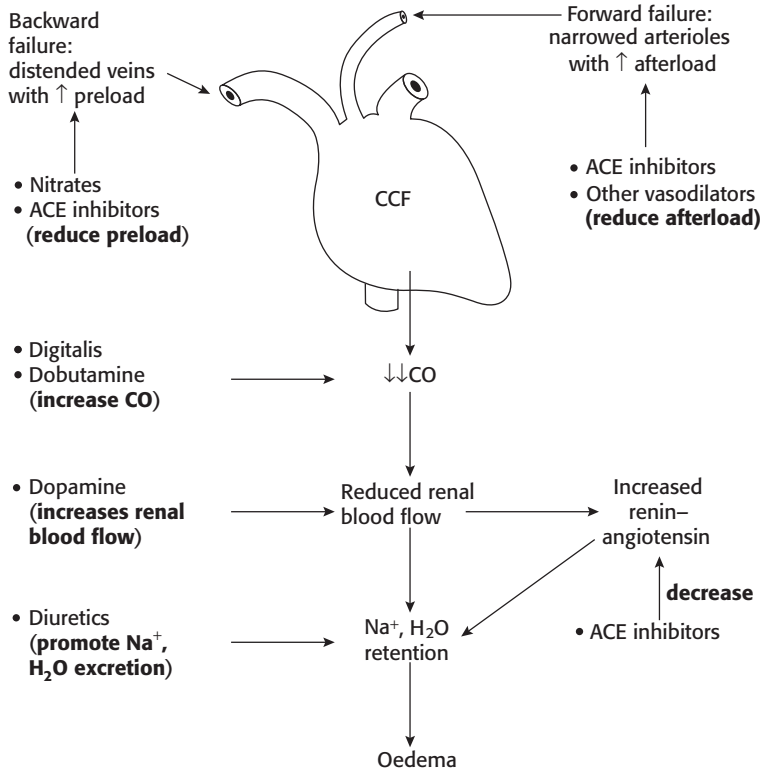 Backward
failure:
distended veins
with ↑ preload
Forward failure:
narrowed arterioles
with ↑ afterload
• Nitrates
• ACE inhibitors
(reduce preload)
CCF
• ACE inhibitors
• Other vasodilators
(reduce afterload)
• Digitalis
• Dobutamine
(increase CO)
↓↓CO
• Dopamine
(increases renal
blood flow)
Reduced renal
blood flow
Increased
renin–
angiotensin
decrease
• ACE inhibitors
• Diuretics
(promote Na⁺,
H₂O excretion)
Na⁺, H₂O
retention
Oedema